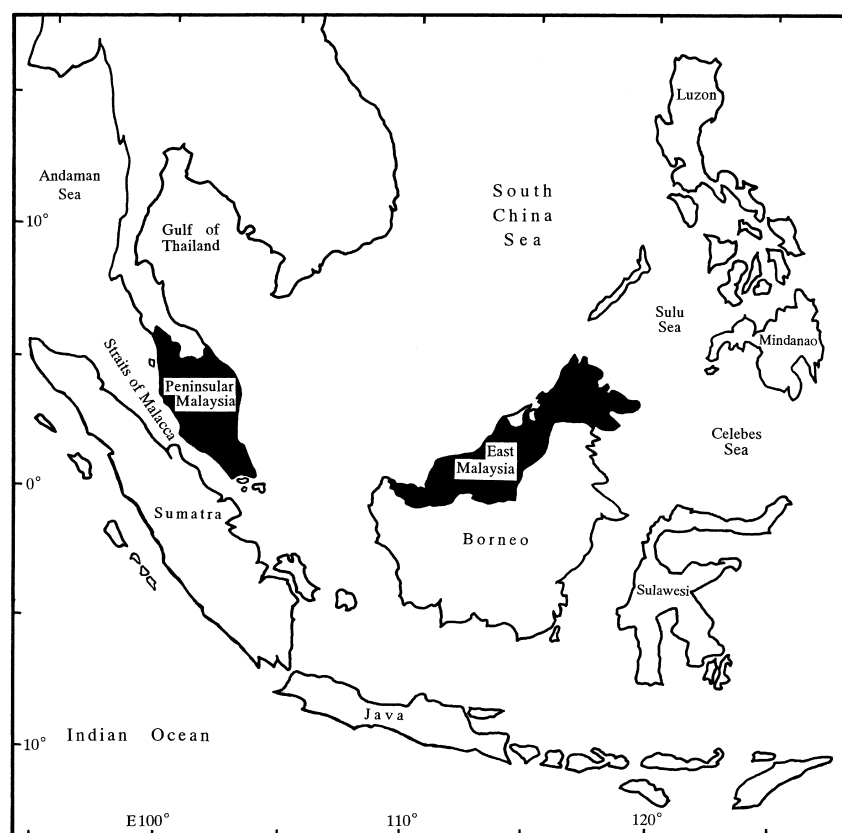 Luzon
Andaman
Sea
South
China
Sea
10°
Gulf of
Thailand
Sulu
Sea
Mindanao
Straits of Malacca
Peninsular
Malaysia
Celebes
Sea
East
Malaysia
0°
Sumatra
Borneo
Sulawesi
Java
Indian Ocean
10°
E100°
110°
120°